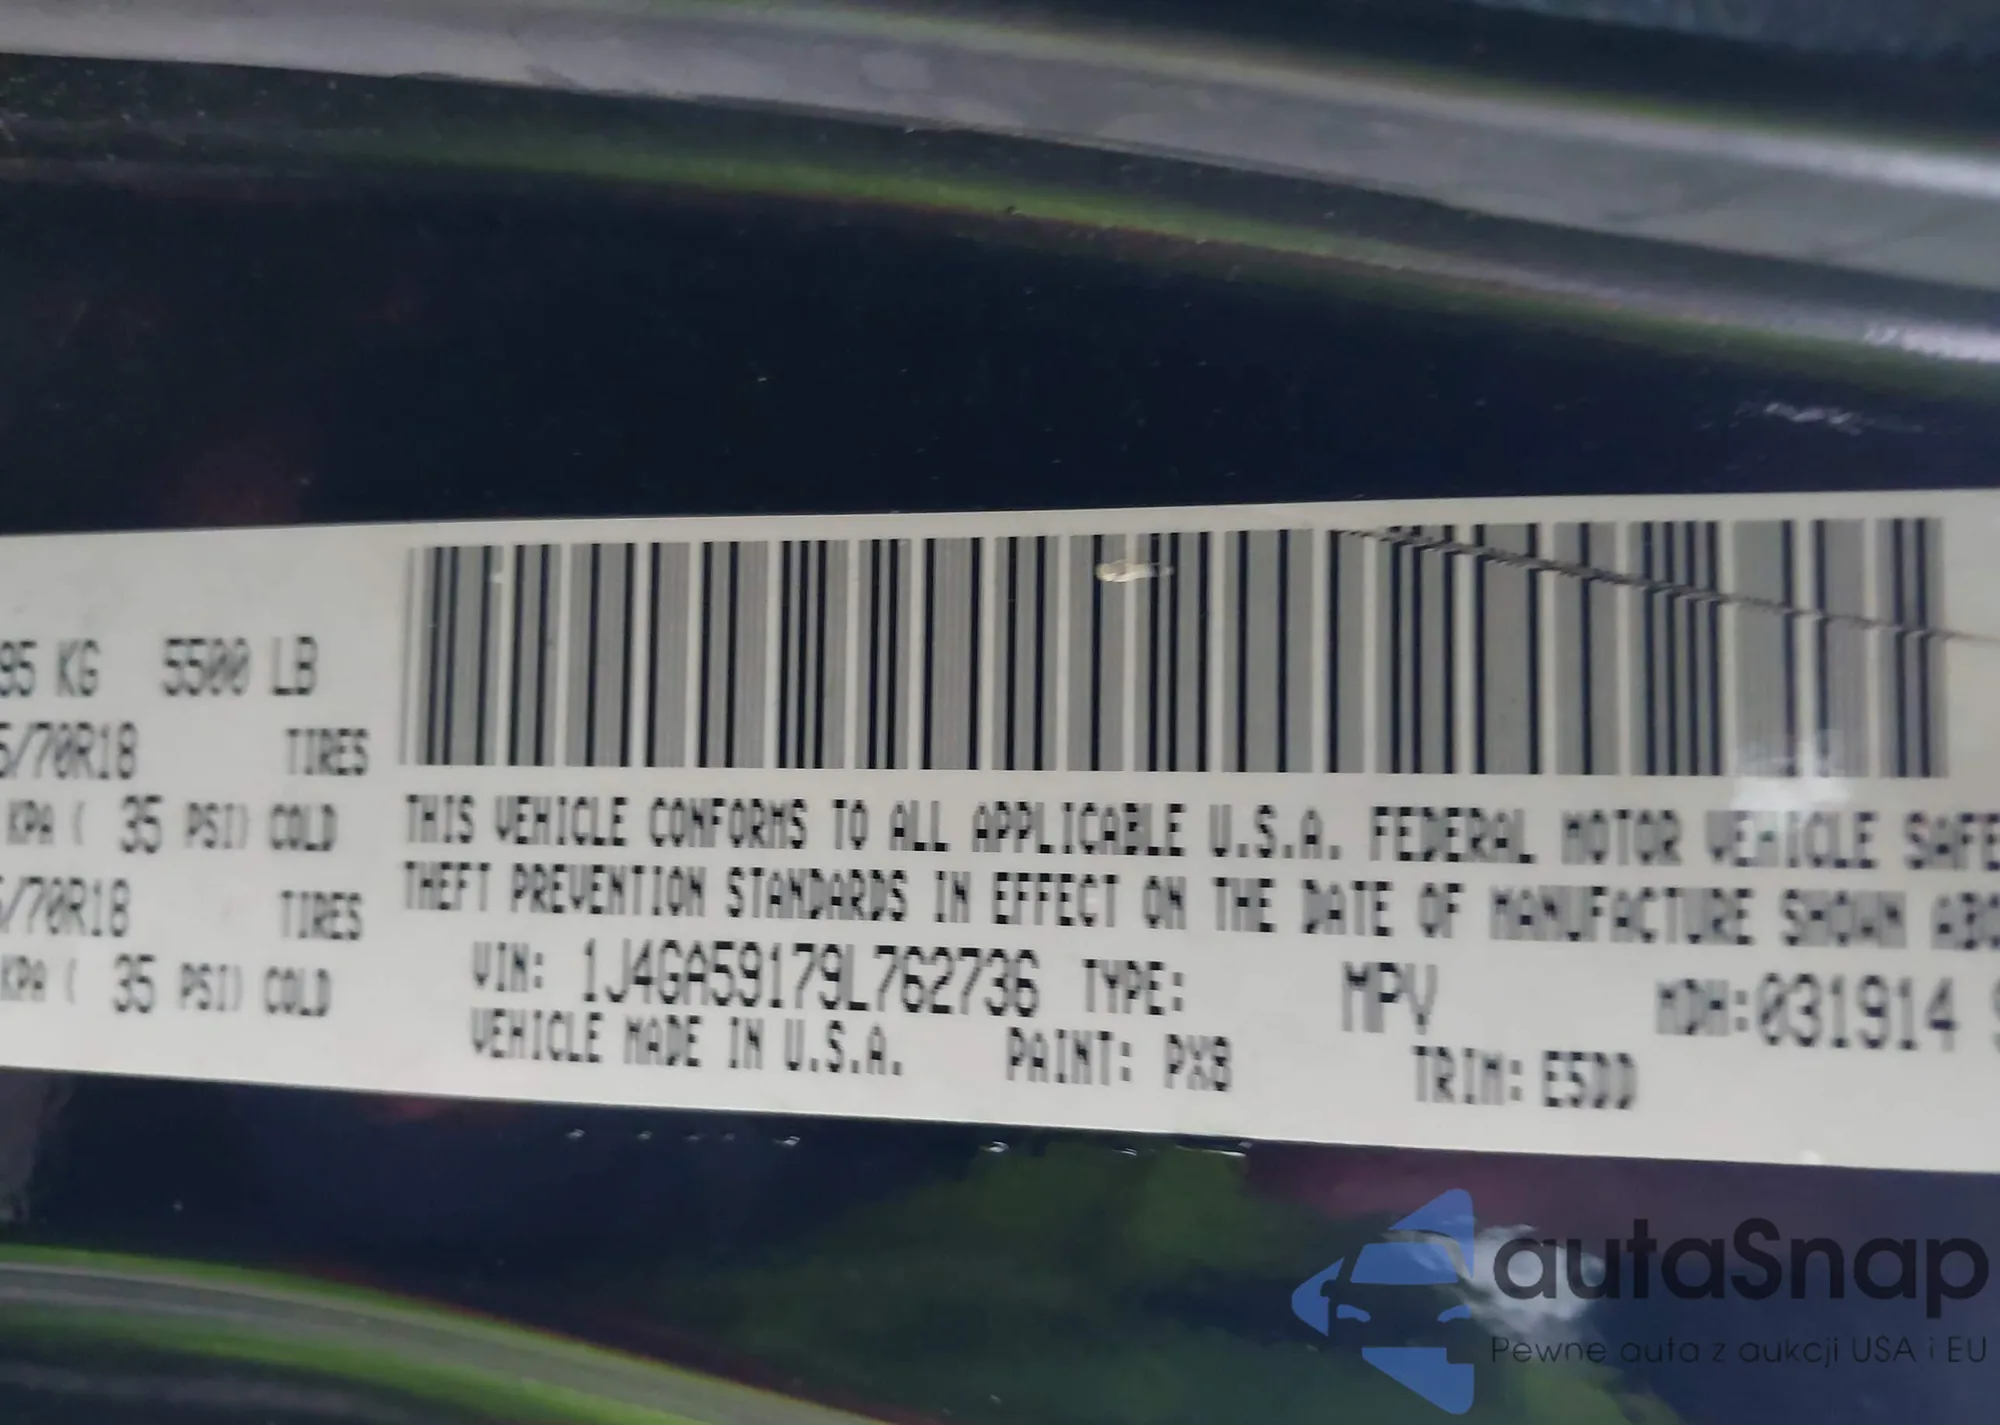 95 KG 5500 LB
5/70R18 TIRES
KPA ( 35 PSI) COLD
5/70R18 TIRES
KPA ( 35 PSI) COLD
THIS VEHICLE CONFORMS TO ALL APPLICABLE U.S.A. FEDERAL MOTOR VEHICLE SAFE
THEFT PREVENTION STANDARDS IN EFFECT ON THE DATE OF MANUFACTURE SHOWN ABO
VIN: 1J4GA59179L762736 TYPE: MPV MDH:031914
VEHICLE MADE IN U.S.A. PAINT: PX8 TRIM: E5DD
autaSnap
Pewne auta z aukcji USA i EU